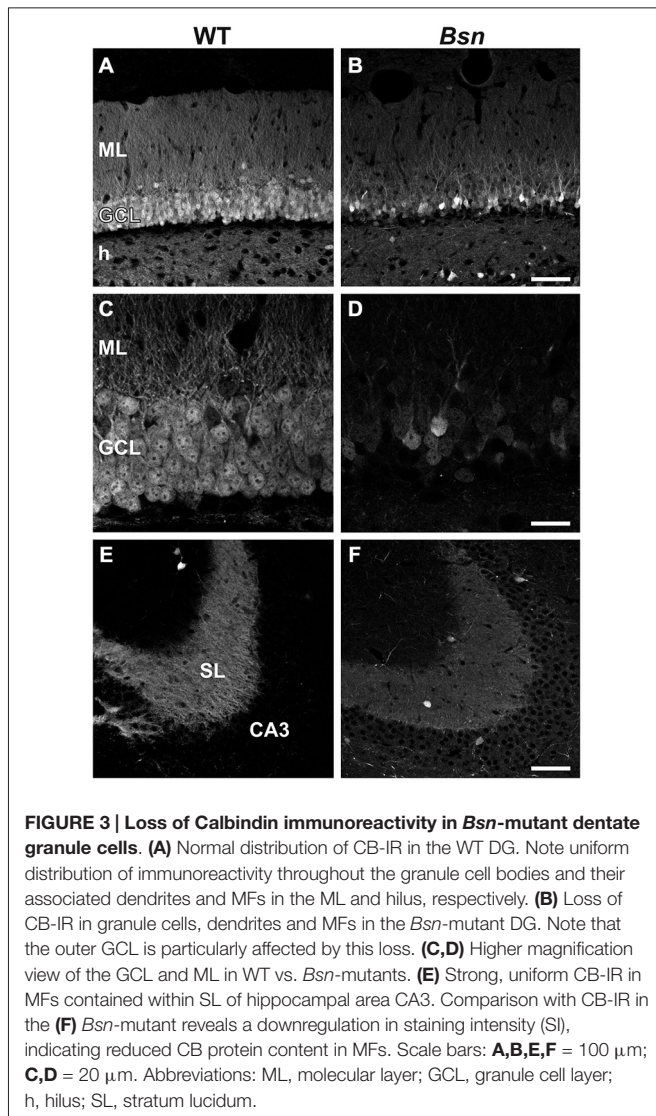 WT Bsn
A B
ML
GCL
h
C D
ML
GCL
E F
SL
CA3
FIGURE 3 | Loss of Calbindin immunoreactivity in Bsn-mutant dentate
granule cells. (A) Normal distribution of CB-IR in the WT DG. Note uniform
distribution of immunoreactivity throughout the granule cell bodies and their
associated dendrites and MFs in the ML and hilus, respectively. (B) Loss of
CB-IR in granule cells, dendrites and MFs in the Bsn-mutant DG. Note that
the outer GCL is particularly affected by this loss. (C,D) Higher magnification
view of the GCL and ML in WT vs. Bsn-mutants. (E) Strong, uniform CB-IR in
MFs contained within SL of hippocampal area CA3. Comparison with CB-IR in
the (F) Bsn-mutant reveals a downregulation in staining intensity (SI),
indicating reduced CB protein content in MFs. Scale bars: A,B,E,F = 100 μm;
C,D = 20 μm. Abbreviations: ML, molecular layer; GCL, granule cell layer;
h, hilus; SL, stratum lucidum.